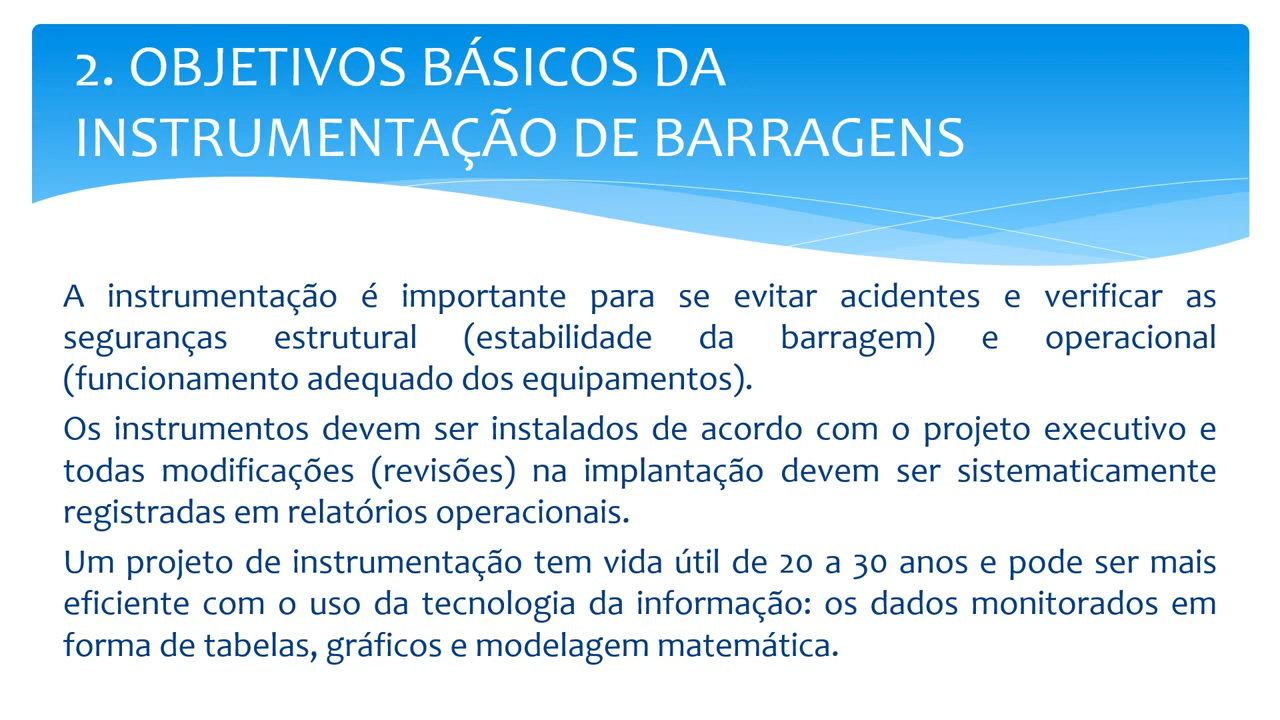 2. OBJETIVOS BÁSICOS DA
INSTRUMENTAÇÃO DE BARRAGENS
A instrumentação é importante para se evitar acidentes e verificar as
seguranças estrutural (estabilidade da barragem) e operacional
(funcionamento adequado dos equipamentos).
Os instrumentos devem ser instalados de acordo com o projeto executivo e
todas modificações (revisões) na implantação devem ser sistematicamente
registradas em relatórios operacionais.
Um projeto de instrumentação tem vida útil de 20 a 30 anos e pode ser mais
eficiente com o uso da tecnologia da informação: os dados monitorados em
forma de tabelas, gráficos e modelagem matemática.